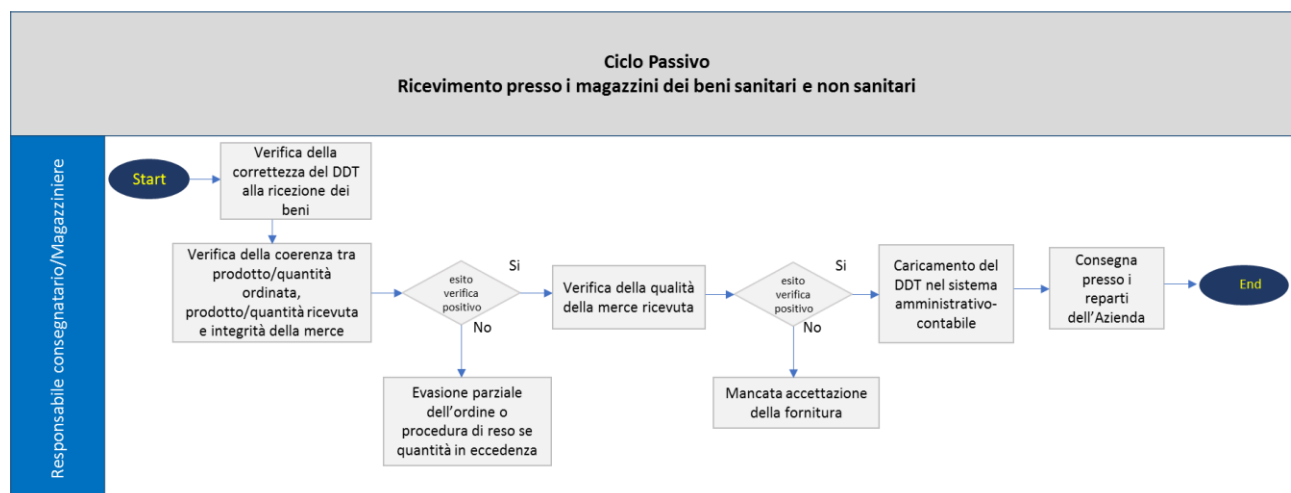 Ciclo Passivo
Ricevimento presso i magazzini dei beni sanitari e non sanitari
Responsabile consegnatario/Magazziniere
Start
Verifica della
correttezza del DDT
alla ricezione dei
beni
Verifica della coerenza tra
prodotto/quantità
ordinata,
prodotto/quantità ricevuta
e integrità della merce
esito
verifica
positivo
Si
No
Evasione parziale
dell'ordine o
procedura di reso se
quantità in eccedenza
Verifica della qualità
della merce ricevuta
esito
verifica
positivo
Si
No
Mancata accettazione
della fornitura
Caricamento del
DDT nel sistema
amministrativo-
contabile
Consegna
presso i
reparti
dell'Azienda
End